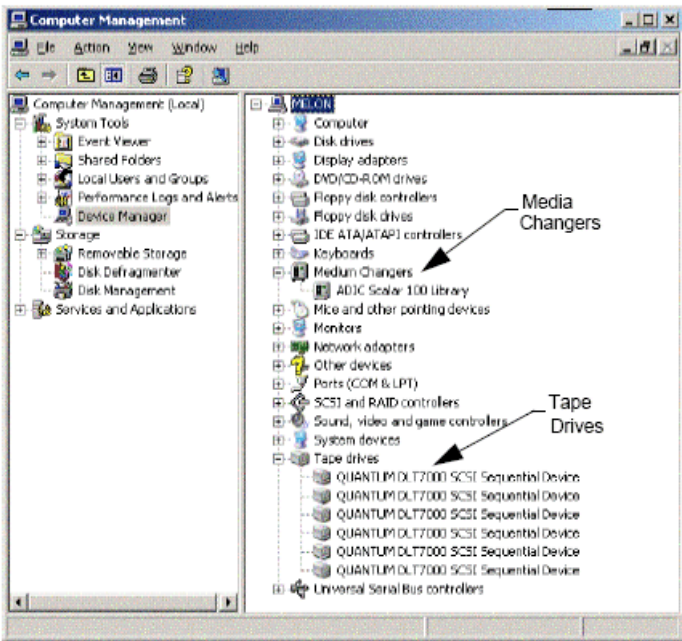 Computer Management
File Action View Window Help
Computer Management (Local)
System Tools
Event Viewer
Shared Folders
Local Users and Groups
Performance Logs and Alerts
Device Manager
Storage
Removable Storage
Disk Defragmenter
Disk Management
Services and Applications
MELON
Computer
Disk drives
Display adapters
DVD/CD-ROM drives
Floppy disk controllers
Floppy disk drives
IDE ATA/ATAPI controllers
Keyboards
Medium Changers
ADIC Scalar 100 Library
Mice and other pointing devices
Monitors
Network adapters
Other devices
Ports (COM & LPT)
SCSI and RAID controllers
Sound, video and game controllers
System devices
Tape drives
QUANTUM DLT7000 SCSI Sequential Device
QUANTUM DLT7000 SCSI Sequential Device
QUANTUM DLT7000 SCSI Sequential Device
QUANTUM DLT7000 SCSI Sequential Device
QUANTUM DLT7000 SCSI Sequential Device
QUANTUM DLT7000 SCSI Sequential Device
Universal Serial Bus controllers
Media
Changers
Tape
Drives